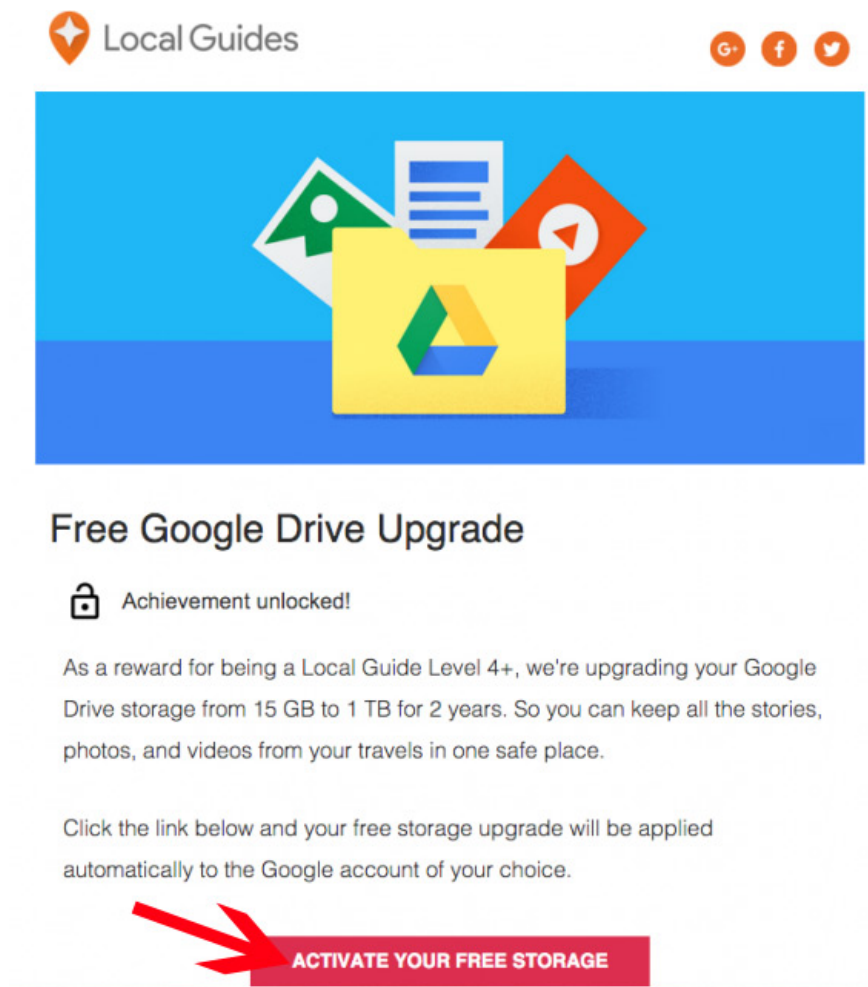 Local Guides
G+ f
Free Google Drive Upgrade
Achievement unlocked!
As a reward for being a Local Guide Level 4+, we're upgrading your Google
Drive storage from 15 GB to 1 TB for 2 years. So you can keep all the stories,
photos, and videos from your travels in one safe place.
Click the link below and your free storage upgrade will be applied
automatically to the Google account of your choice.
ACTIVATE YOUR FREE STORAGE